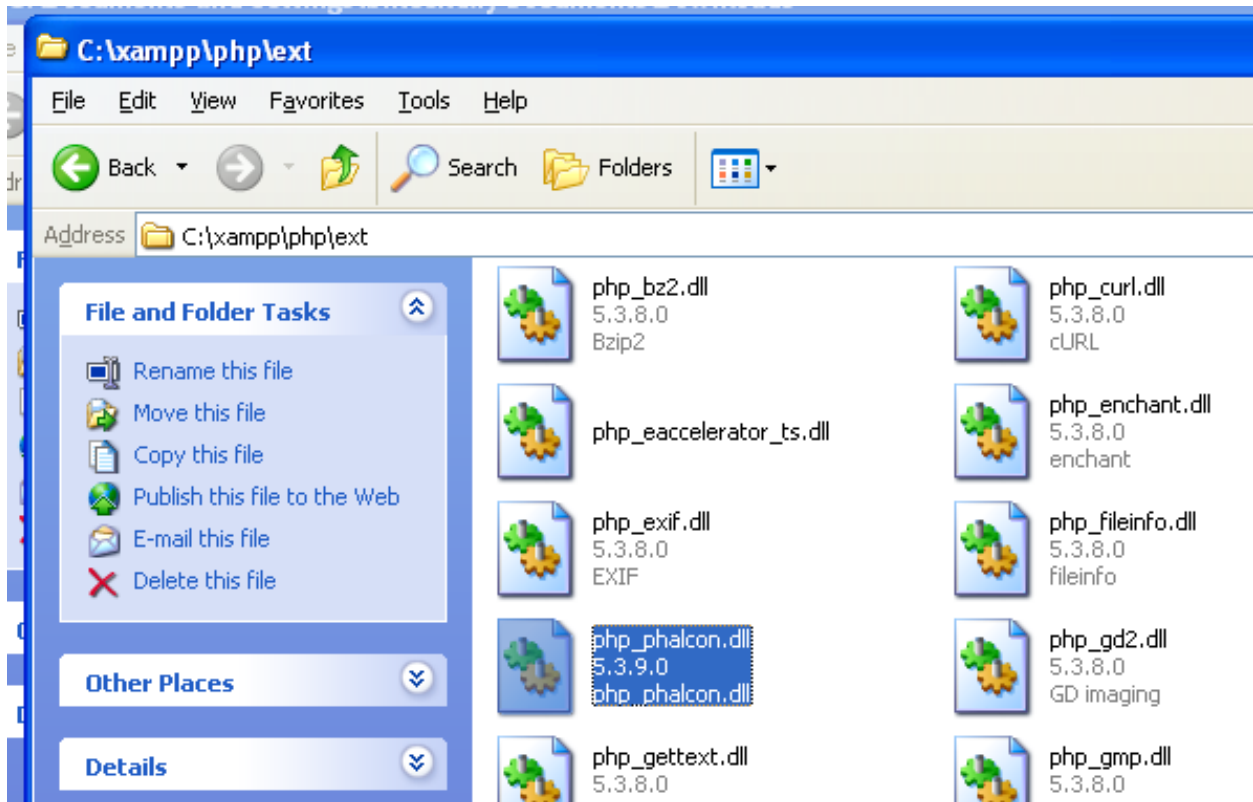 C:\xampp\php\ext
File Edit View Favorites Tools Help
Back Search Folders
Address C:\xampp\php\ext
File and Folder Tasks
Rename this file
Move this file
Copy this file
Publish this file to the Web
E-mail this file
Delete this file
Other Places
Details
php_bz2.dll
5.3.8.0
Bzip2
php_curl.dll
5.3.8.0
cURL
php_eaccelerator_ts.dll
php_enchant.dll
5.3.8.0
enchant
php_exif.dll
5.3.8.0
EXIF
php_fileinfo.dll
5.3.8.0
fileinfo
php_phalcon.dll
5.3.9.0
php_phalcon.dll
php_gd2.dll
5.3.8.0
GD imaging
php_gettext.dll
5.3.8.0
php_gmp.dll
5.3.8.0